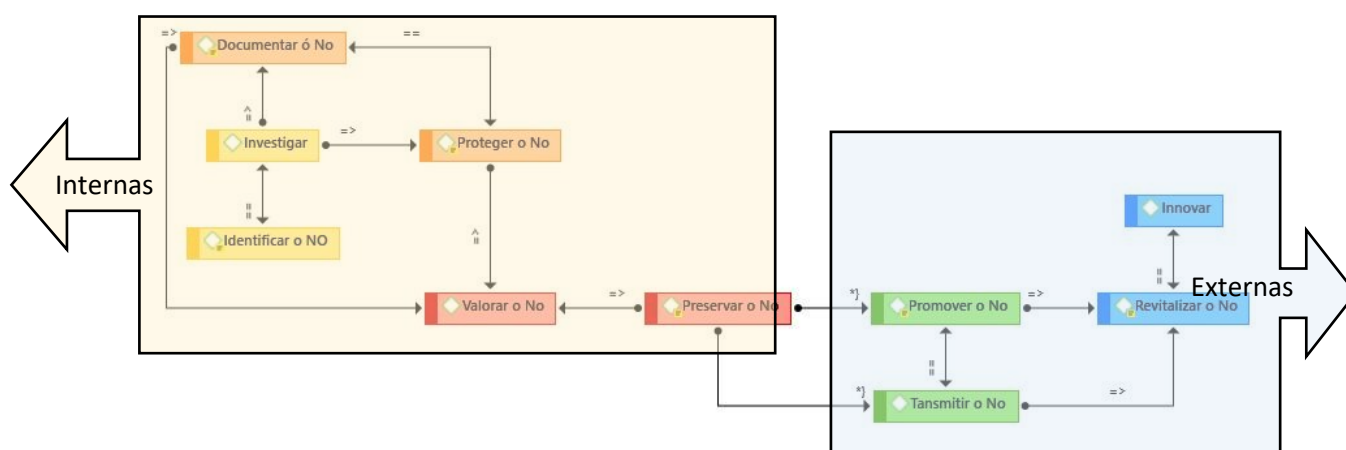 =>
Documentar ó No
==
=>
Investigar
=>
Proteger o No
==
Internas
Identificar o NO
=>
Valorar o No
=>
Preservar o No
*}
Promover o No
=>
Revitalizar o No
Innovar
==
Externas
==
*}
Tansmitir o No
=>